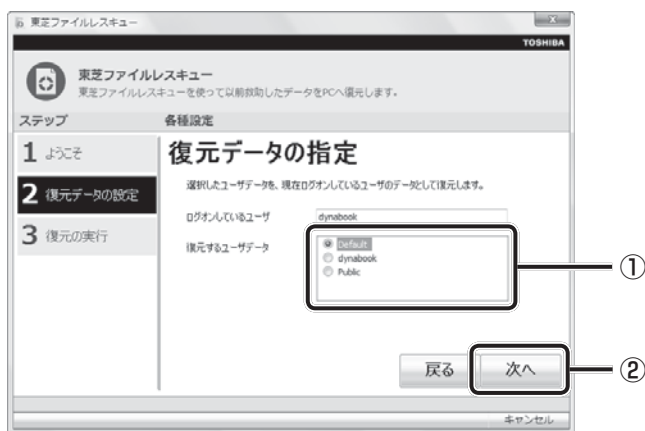 東芝ファイルレスキュー
TOSHIBA
東芝ファイルレスキュー
東芝ファイルレスキューを使って以前救助したデータをPCへ復元します。
ステップ
各種設定
1 ようこそ
2 復元データの設定
3 復元の実行
復元データの指定
選択したユーザデータを、現在ログオンしているユーザのデータとして復元します。
ログオンしているユーザ
dynabook
復元するユーザデータ
Default
dynabook
Public
①
戻る
次へ
②
キャンセル